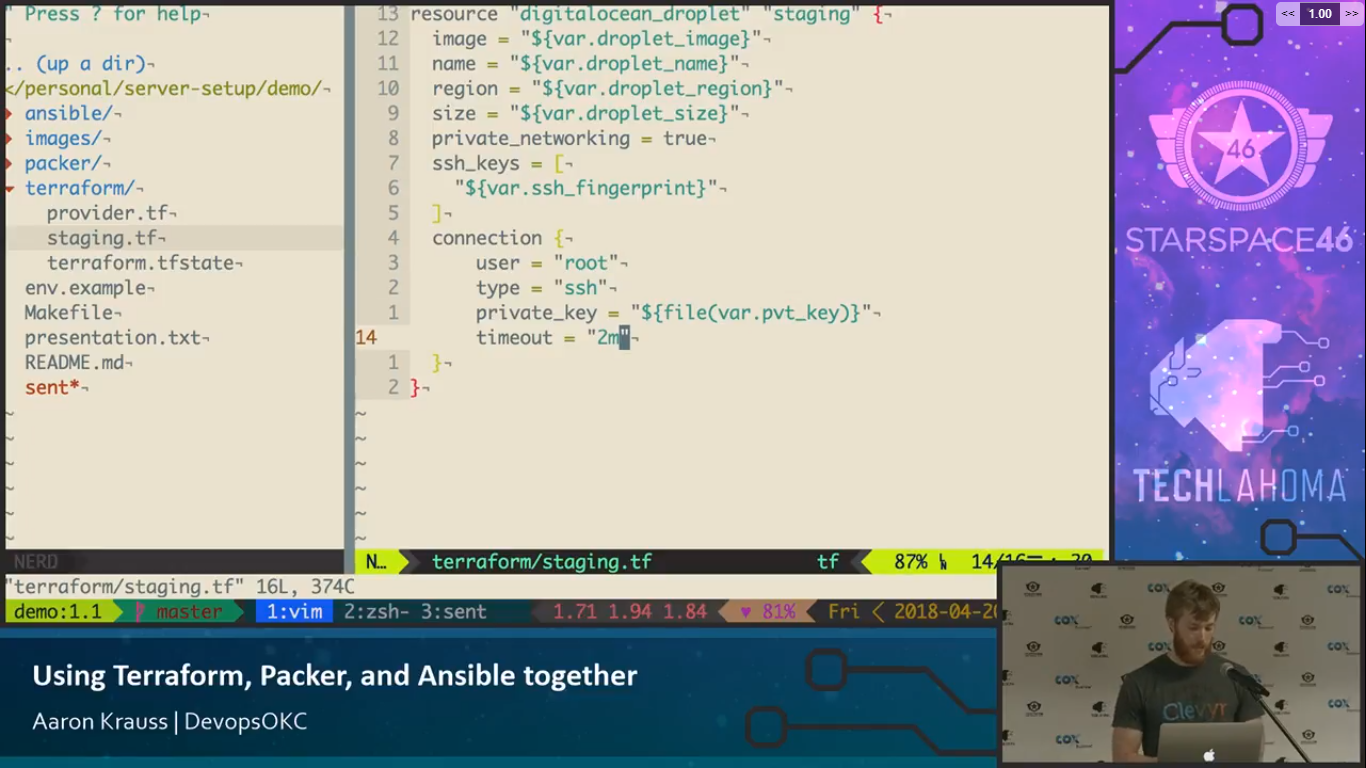 " Press ? for help¬
¬
.. (up a dir)¬
</personal/server-setup/demo/¬
ansible/¬
images/¬
packer/¬
terraform/¬
provider.tf¬
staging.tf¬
terraform.tfstate¬
env.example¬
Makefile¬
presentation.txt¬
README.md¬
sent*¬
~
~
~
~
~
~
NERD
13 resource "digitalocean_droplet" "staging" {¬
12 image = "${var.droplet_image}"¬
11 name = "${var.droplet_name}"¬
10 region = "${var.droplet_region}"¬
9 size = "${var.droplet_size}"¬
8 private_networking = true¬
7 ssh_keys = [¬
6 "${var.ssh_fingerprint}"¬
5 ]¬
4 connection {¬
3 user = "root"¬
2 type = "ssh"¬
1 private_key = "${file(var.pvt_key)}"¬
14 timeout = "2m"¬
1 }¬
2 }¬
~
~
~
~
~
~
N... terraform/staging.tf tf 87% 14/16
"terraform/staging.tf" 16L, 374C
demo:1.1 master 1:vim 2:zsh- 3:sent 1.71 1.94 1.84 ♥ 81% Fri < 2018-04-20
<< 1.00 >>
46
STARSPACE46
TECHLAHOMA
Using Terraform, Packer, and Ansible together
Aaron Krauss | DevopsOKC
Clevyr
COX
COX
COX
COX
COX